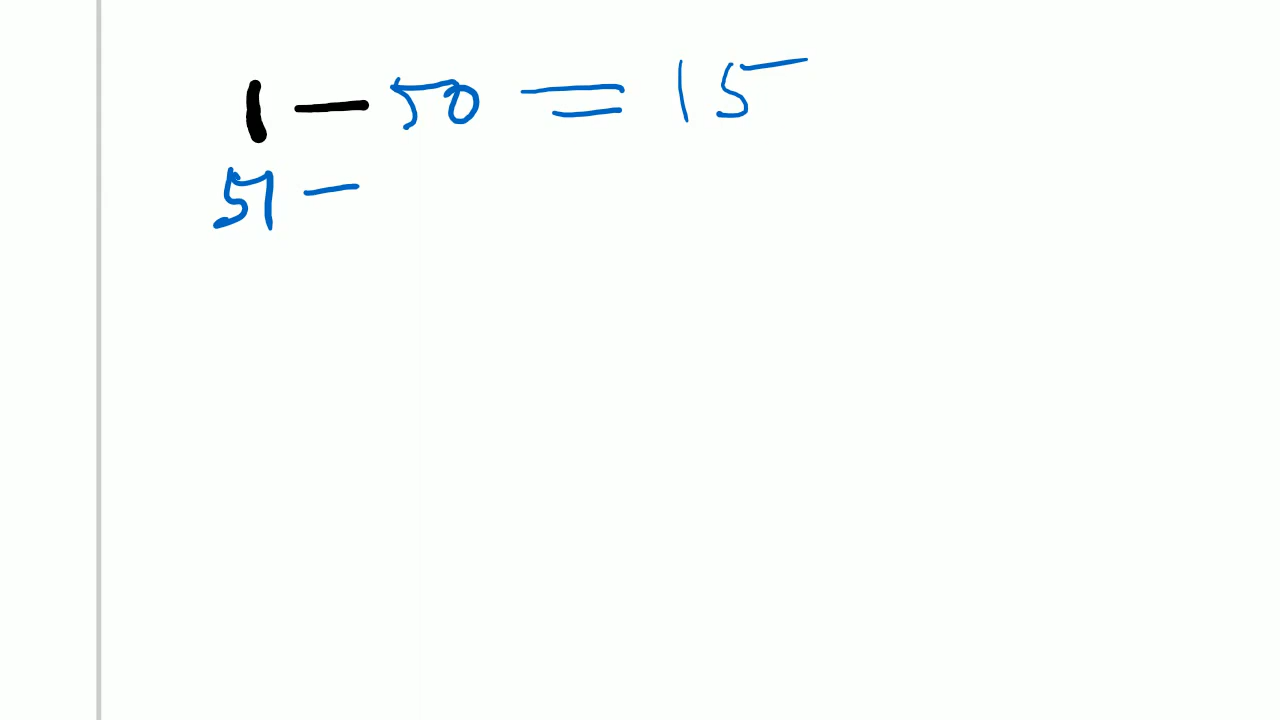 1 — 50 = 15
51 —